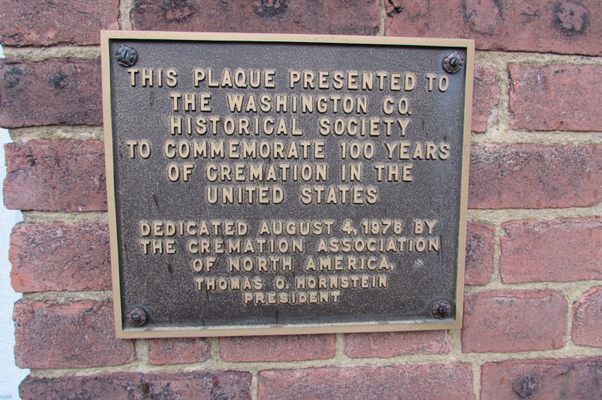 THIS PLAQUE PRESENTED TO
THE WASHINGTON CO.
HISTORICAL SOCIETY
TO COMMEMORATE 100 YEARS
OF CREMATION IN THE
UNITED STATES
DEDICATED AUGUST 4, 1978 BY
THE CREMATION ASSOCIATION
OF NORTH AMERICA,
THOMAS O. HORNSTEIN
PRESIDENT